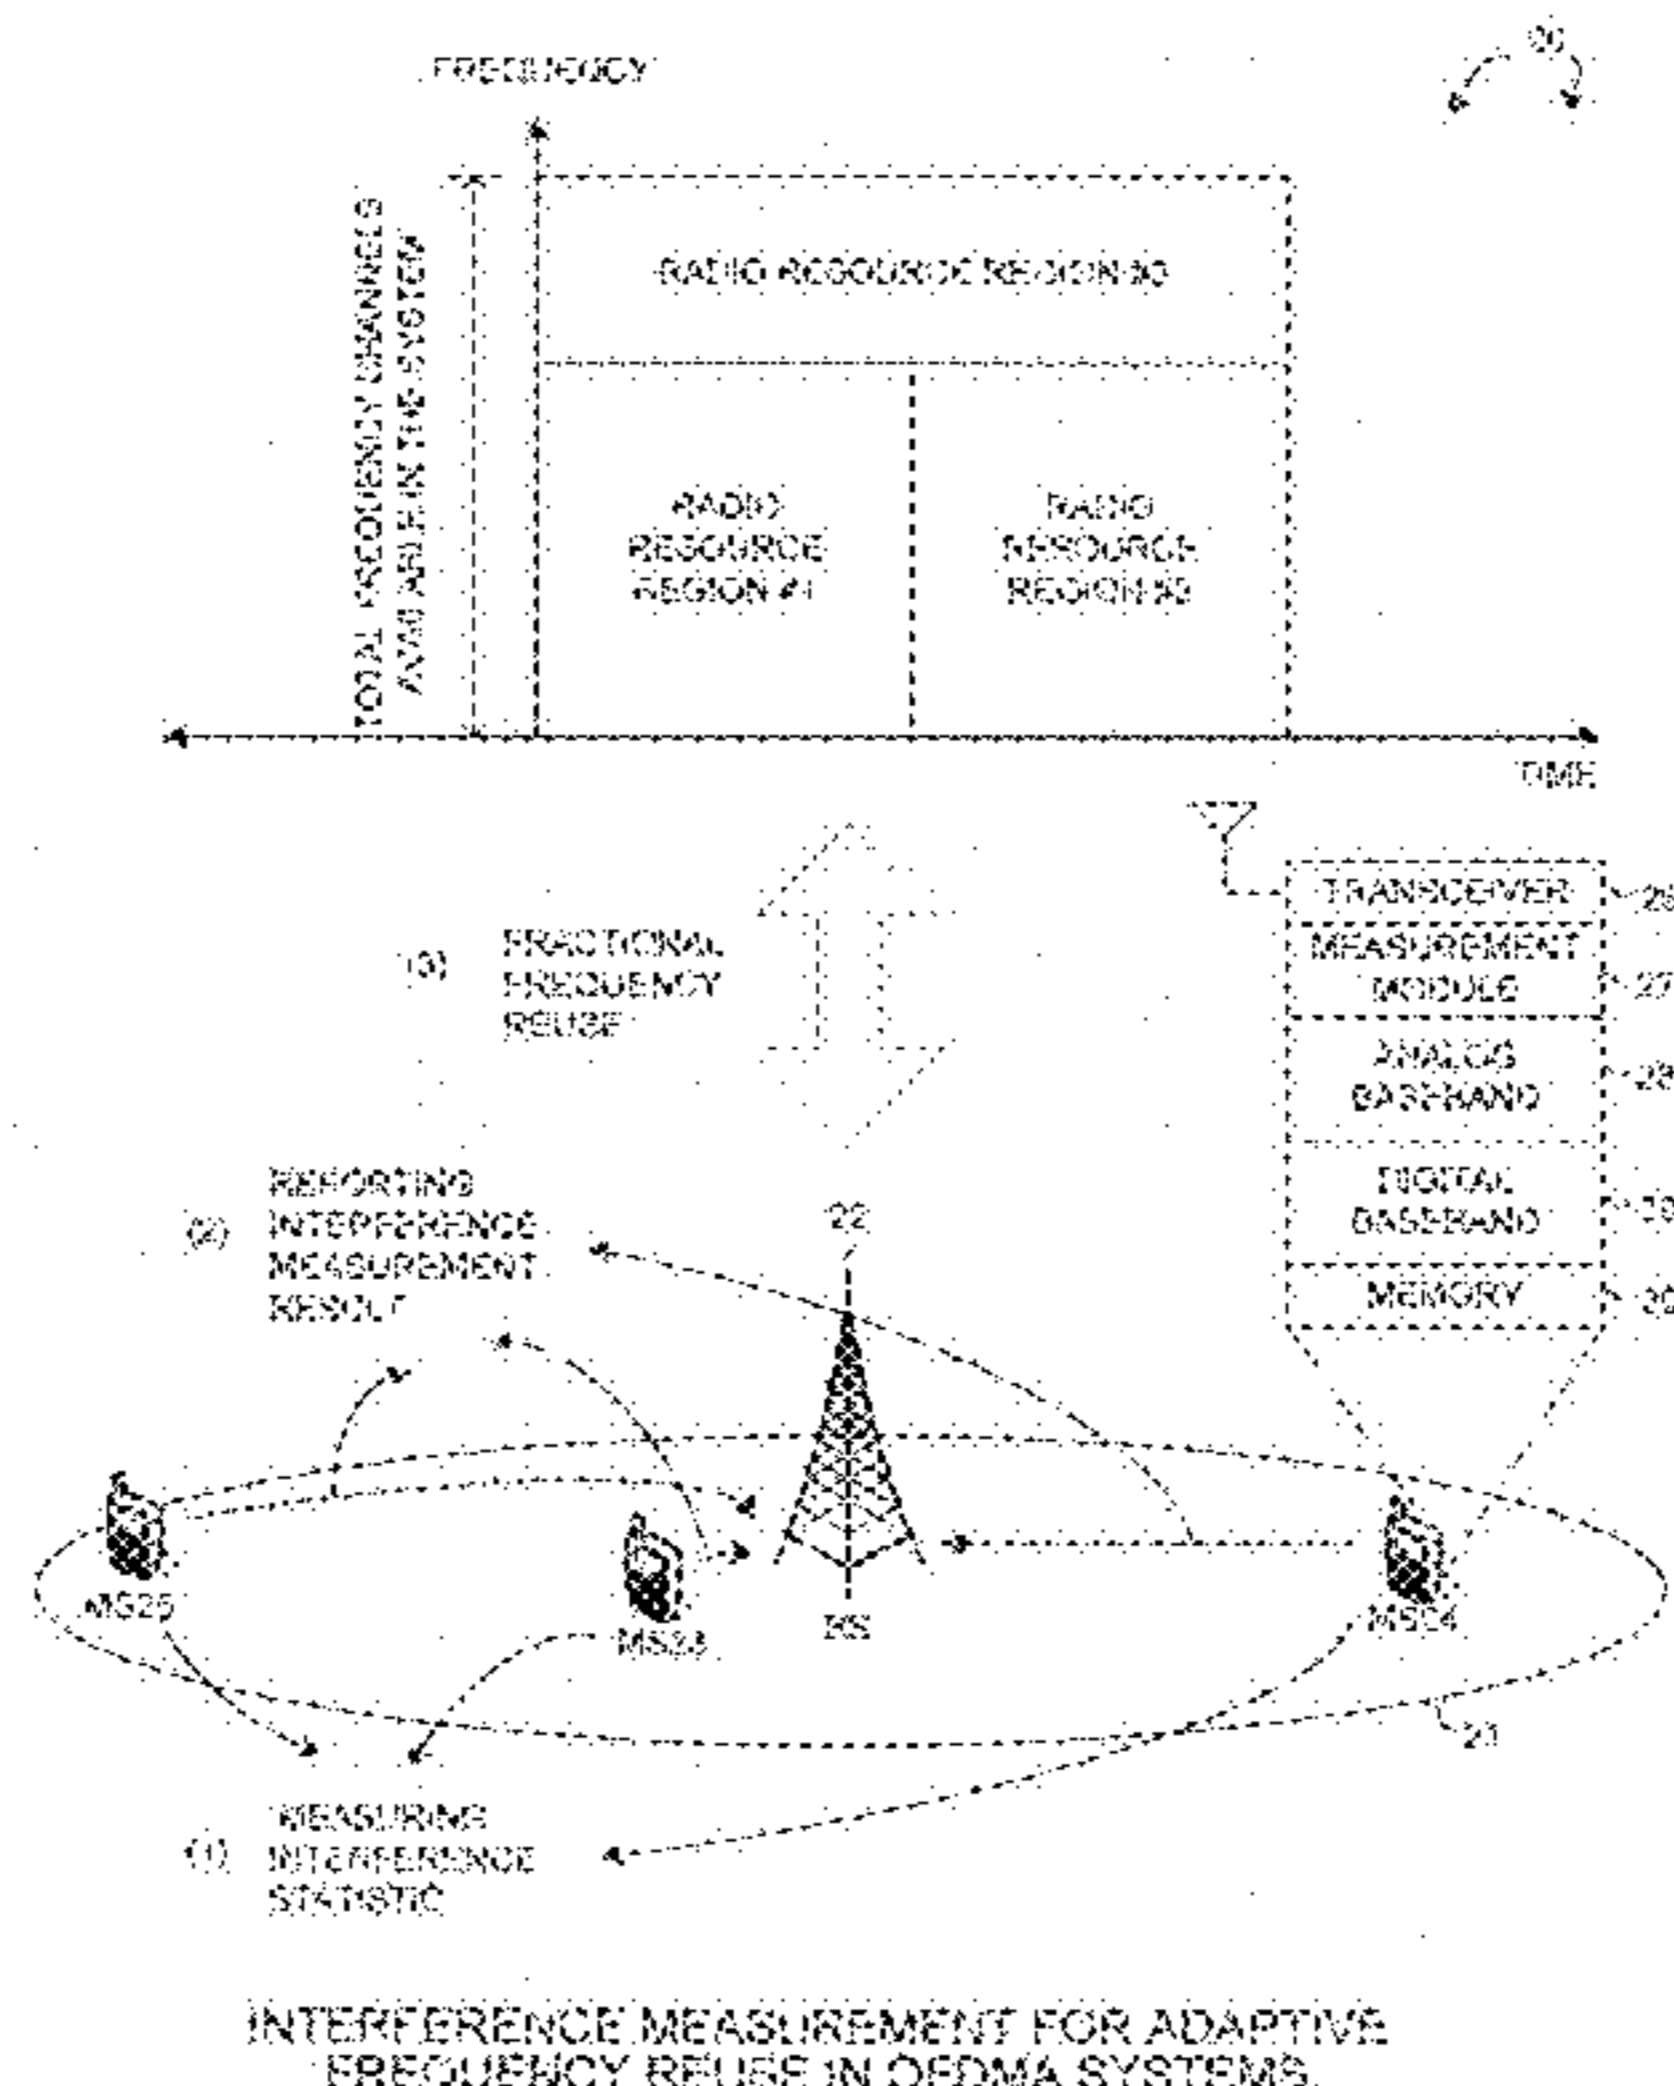 FREQUENCY
TOTAL FREQUENCY CHANNELS
AVAILABLE IN THE SYSTEM
RADIO RESOURCE REGION
RADIO
RESOURCE
REGION #1
RADIO
RESOURCE
REGION
TIME
TRANSCEIVER
MEASUREMENT
MODULE
27
ANALOG
BASEBAND
DIGITAL
BASEBAND
MEMORY
(3)
FRACTIONAL
FREQUENCY
REUSE
(2)
REPORTING
INTERFERENCE
MEASUREMENT
RESULT
22
MS25
MS23
BS
MS24
21
(1)
MEASURING
INTERFERENCE
STATISTIC
INTERFERENCE MEASUREMENT FOR ADAPTIVE
FREQUENCY REUSE IN OFDMA SYSTEMS